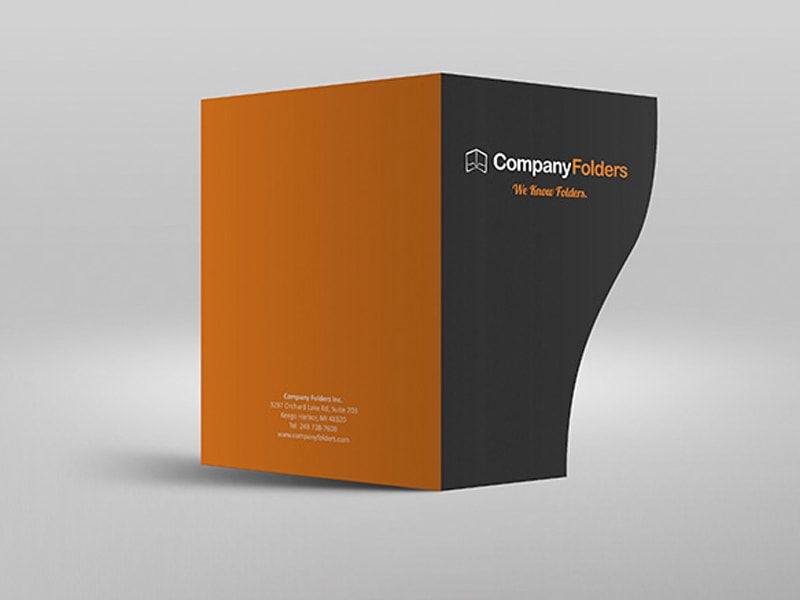 CompanyFolders
We Know Folders.
Company Folders Inc.
5297 Orchard Lake Rd, Suite 203
Keego Harbor, MI 48320
Tel: 248 738-7600
www.companyfolders.com